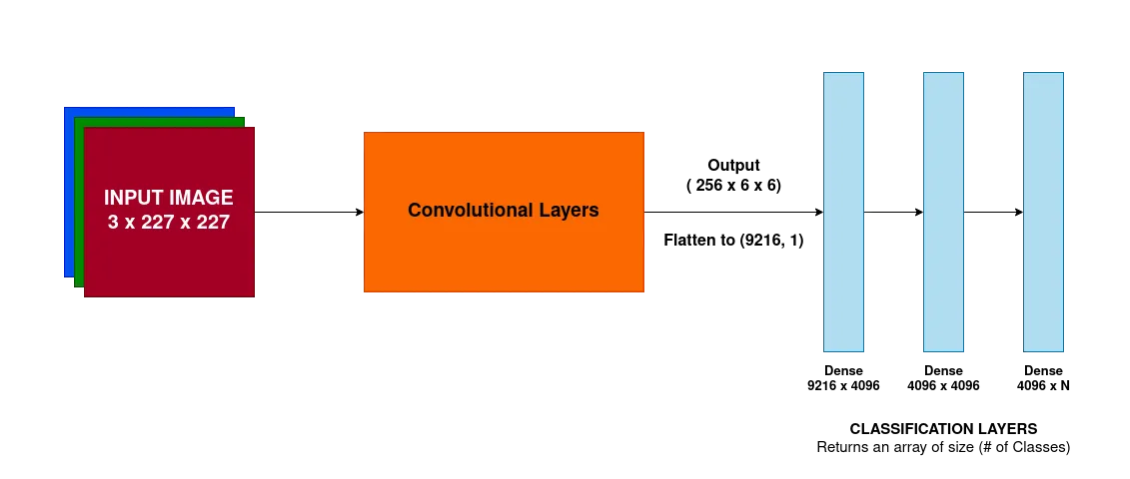 INPUT IMAGE
3 x 227 x 227
Convolutional Layers
Output
( 256 x 6 x 6)
Flatten to (9216, 1)
Dense
9216 x 4096
Dense
4096 x 4096
Dense
4096 x N
CLASSIFICATION LAYERS
Returns an array of size (# of Classes)